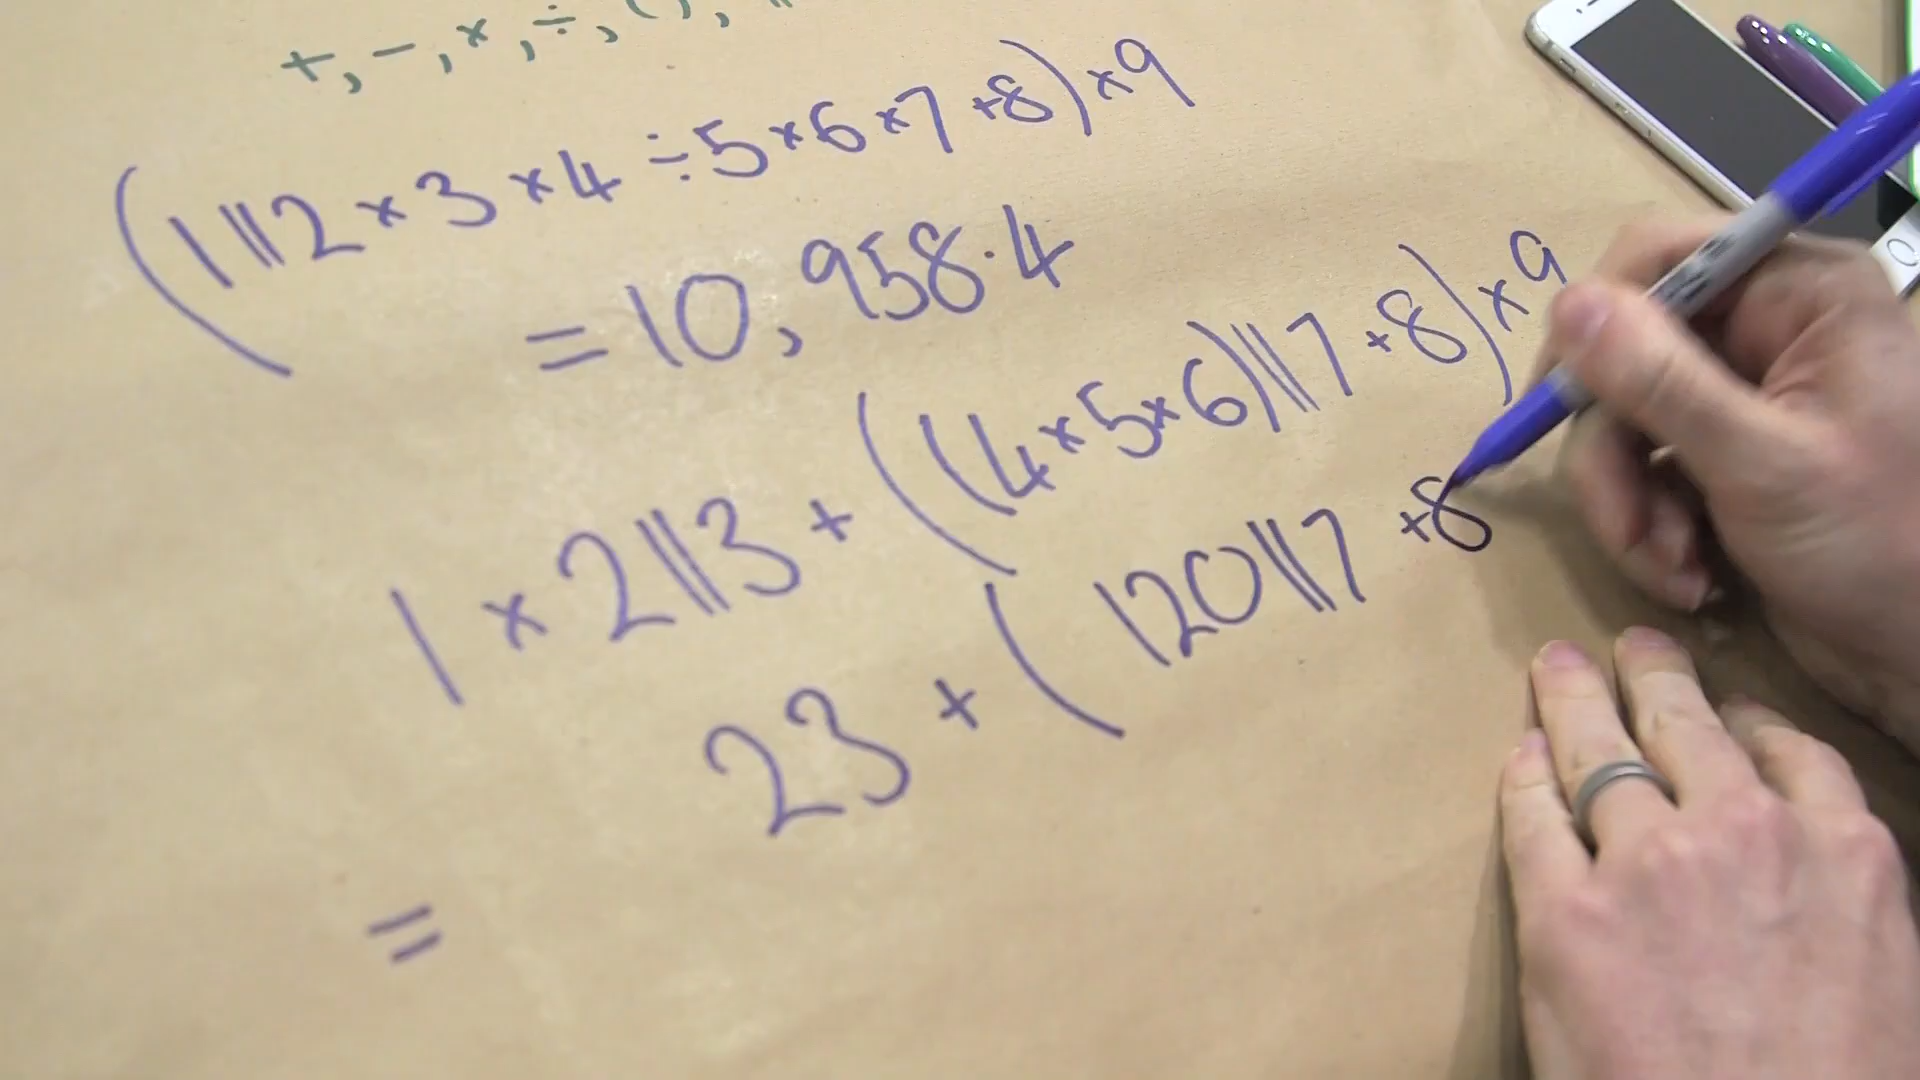 +, -, ×, ÷, ( ), ||
(1||2 × 3 × 4 ÷ 5 × 6 × 7 + 8) × 9
= 10,958.4
1 × 2||3 + ((4 × 5 × 6)||7 + 8) × 9
23 + ( 120||7 + 8
=